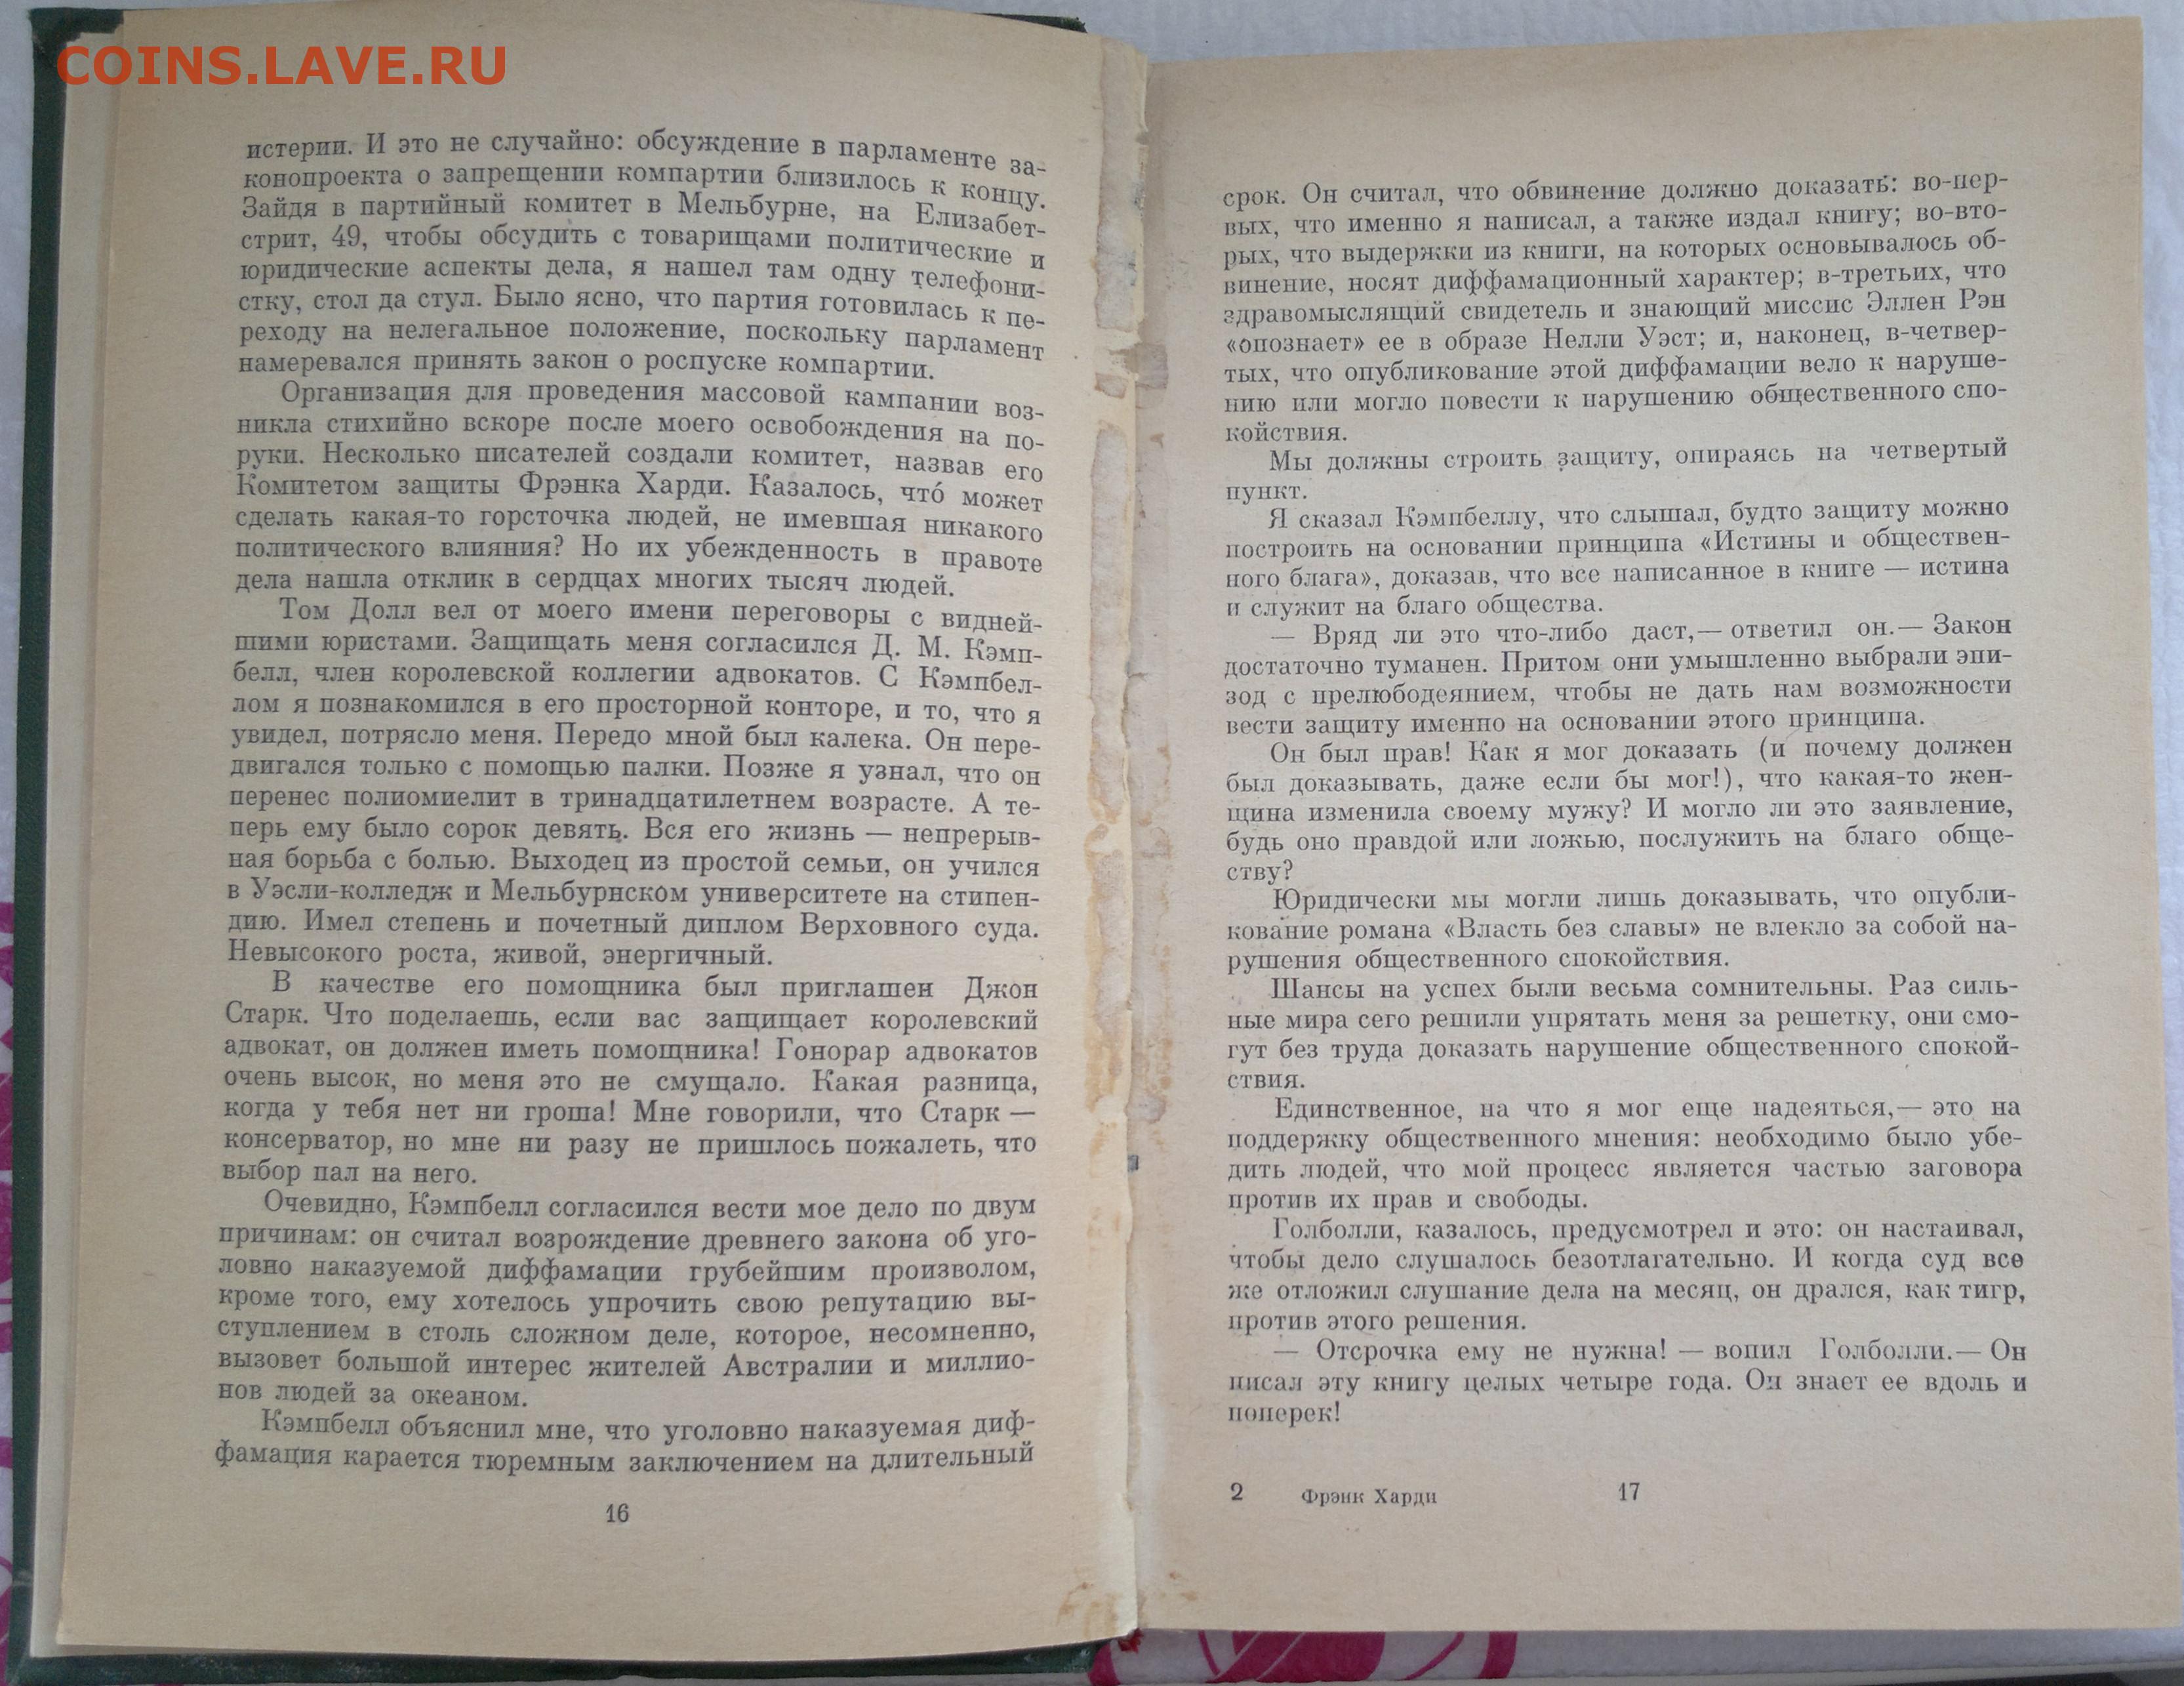 COINS.LAVE.RU
истерии. И это не случайно: обсуждение в парламенте за-
конопроекта о запрещении компартии близилось к концу.
Зайдя в партийный комитет в Мельбурне, на Елизабет-
стрит, 49, чтобы обсудить с товарищами политические и
юридические аспекты дела, я нашел там одну телефони-
стку, стол да стул. Было ясно, что партия готовилась к пе-
реходу на нелегальное положение, поскольку парламент
намеревался принять закон о роспуске компартии.
Организация для проведения массовой кампании воз-
никла стихийно вскоре после моего освобождения на по-
руки. Несколько писателей создали комитет, назвав его
Комитетом защиты Фрэнка Харди. Казалось, что́ может
сделать какая-то горсточка людей, не имевшая никакого
политического влияния? Но их убежденность в правоте
дела нашла отклик в сердцах многих тысяч людей.
Том Долл вел от моего имени переговоры с видней-
шими юристами. Защищать меня согласился Д. М. Кэмп-
белл, член королевской коллегии адвокатов. С Кэмпбел-
лом я познакомился в его просторной конторе, и то, что я
увидел, потрясло меня. Передо мной был калека. Он пере-
двигался только с помощью палки. Позже я узнал, что он
перенес полиомиелит в тринадцатилетнем возрасте. А те-
перь ему было сорок девять. Вся его жизнь — непрерыв-
ная борьба с болью. Выходец из простой семьи, он учился
в Уэсли-колледж и Мельбурнском университете на стипен-
дию. Имел степень и почетный диплом Верховного суда.
Невысокого роста, живой, энергичный.
В качестве его помощника был приглашен Джон
Старк. Что поделаешь, если вас защищает королевский
адвокат, он должен иметь помощника! Гонорар адвокатов
очень высок, но меня это не смущало. Какая разница,
когда у тебя нет ни гроша! Мне говорили, что Старк —
консерватор, но мне ни разу не пришлось пожалеть, что
выбор пал на него.
Очевидно, Кэмпбелл согласился вести мое дело по двум
причинам: он считал возрождение древнего закона об уго-
ловно наказуемой диффамации грубейшим произволом,
кроме того, ему хотелось упрочить свою репутацию вы-
ступлением в столь сложном деле, которое, несомненно,
вызовет большой интерес жителей Австралии и миллио-
нов людей за океаном.
Кэмпбелл объяснил мне, что уголовно наказуемая диф-
фамация карается тюремным заключением на длительный
16
срок. Он считал, что обвинение должно доказать: во-пер-
вых, что именно я написал, а также издал книгу; во-вто-
рых, что выдержки из книги, на которых основывалось об-
винение, носят диффамационный характер; в-третьих, что
здравомыслящий свидетель и знающий миссис Эллен Рэн
«опознает» ее в образе Нелли Уэст; и, наконец, в-четвер-
тых, что опубликование этой диффамации вело к наруше-
нию или могло повести к нарушению общественного спо-
койствия.
Мы должны строить защиту, опираясь на четвертый
пункт.
Я сказал Кэмпбеллу, что слышал, будто защиту можно
построить на основании принципа «Истины и обществен-
ного блага», доказав, что все написанное в книге — истина
и служит на благо общества.
— Вряд ли это что-либо даст,— ответил он.— Закон
достаточно туманен. Притом они умышленно выбрали эпи-
зод с прелюбодеянием, чтобы не дать нам возможности
вести защиту именно на основании этого принципа.
Он был прав! Как я мог доказать (и почему должен
был доказывать, даже если бы мог!), что какая-то жен-
щина изменила своему мужу? И могло ли это заявление,
будь оно правдой или ложью, послужить на благо обще-
ству?
Юридически мы могли лишь доказывать, что опубли-
кование романа «Власть без славы» не влекло за собой на-
рушения общественного спокойствия.
Шансы на успех были весьма сомнительны. Раз силь-
ные мира сего решили упрятать меня за решетку, они смо-
гут без труда доказать нарушение общественного спокой-
ствия.
Единственное, на что я мог еще надеяться,— это на
поддержку общественного мнения: необходимо было убе-
дить людей, что мой процесс является частью заговора
против их прав и свободы.
Голболли, казалось, предусмотрел и это: он настаивал,
чтобы дело слушалось безотлагательно. И когда суд все
же отложил слушание дела на месяц, он дрался, как тигр,
против этого решения.
— Отсрочка ему не нужна! — вопил Голболли.— Он
писал эту книгу целых четыре года. Он знает ее вдоль и
поперек!
2 Фрэнк Харди 17